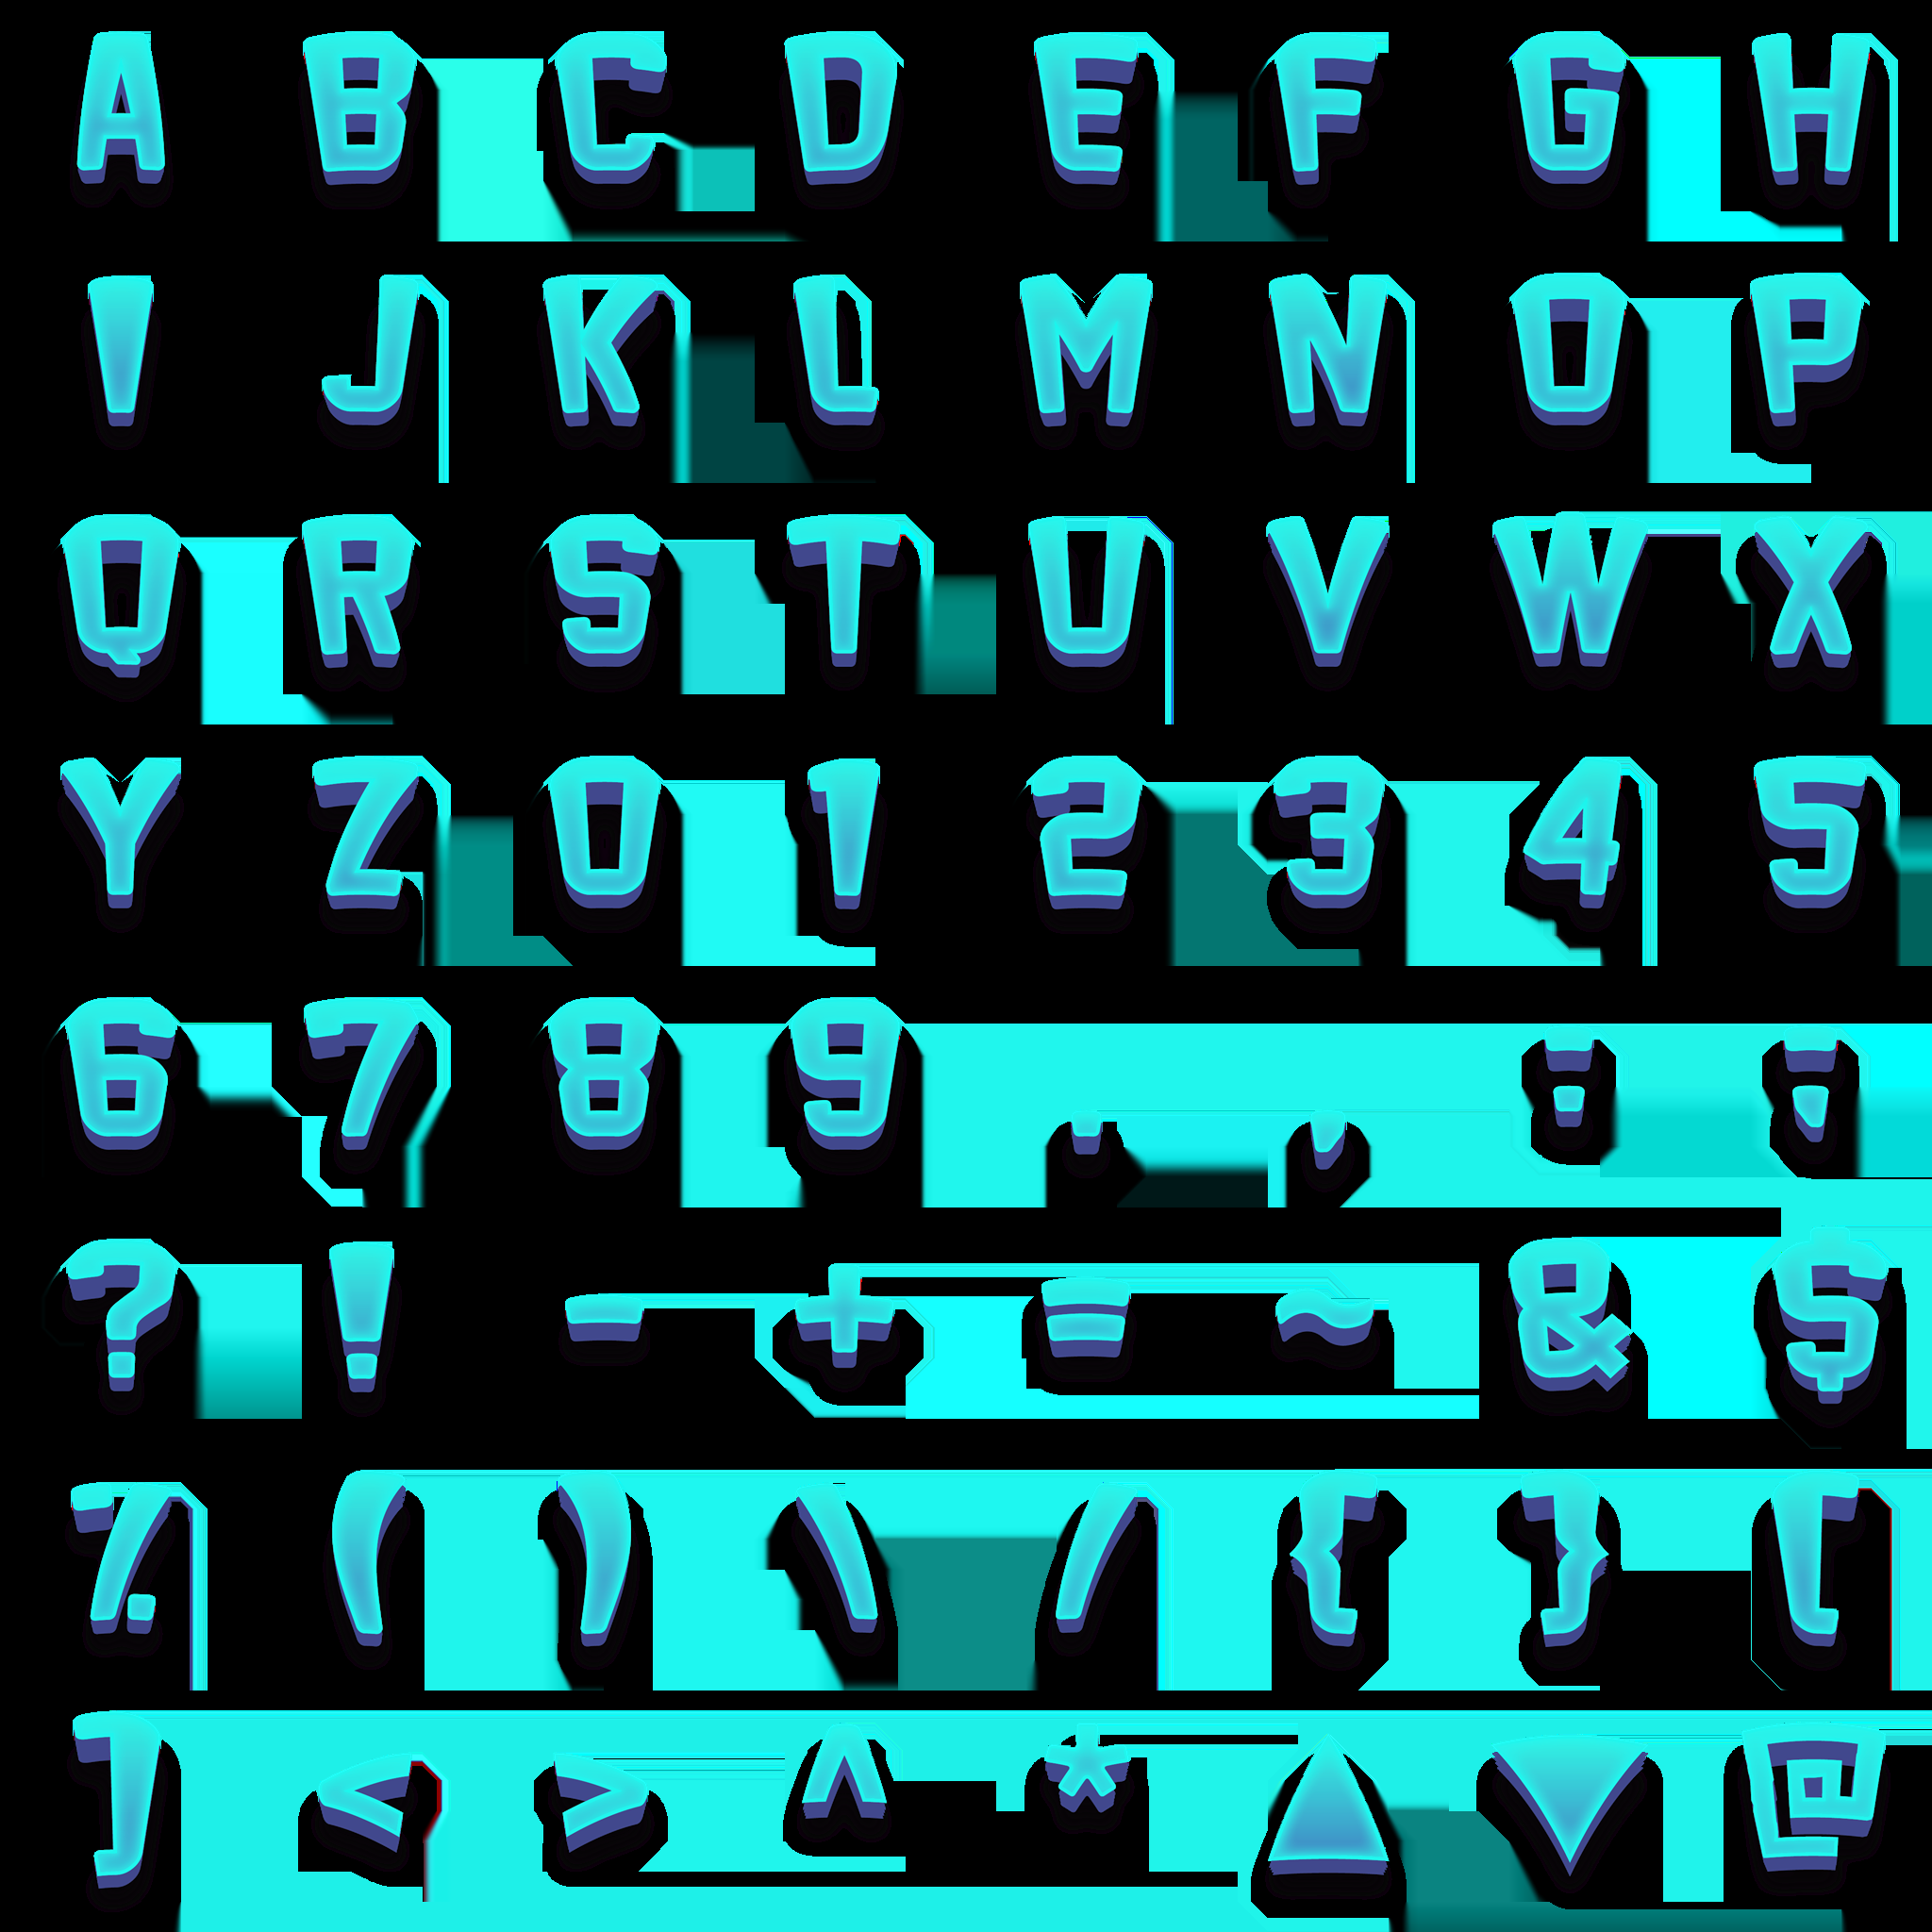 A B C D E F G H
I J K L M N O P
Q R S T U V W X
Y Z 0 1 2 3 4 5
6 7 8 9 . , : ;
? ! - + = ~ & $
% ( ) \ / { } [
] < > ^ * ▲ ▼ @